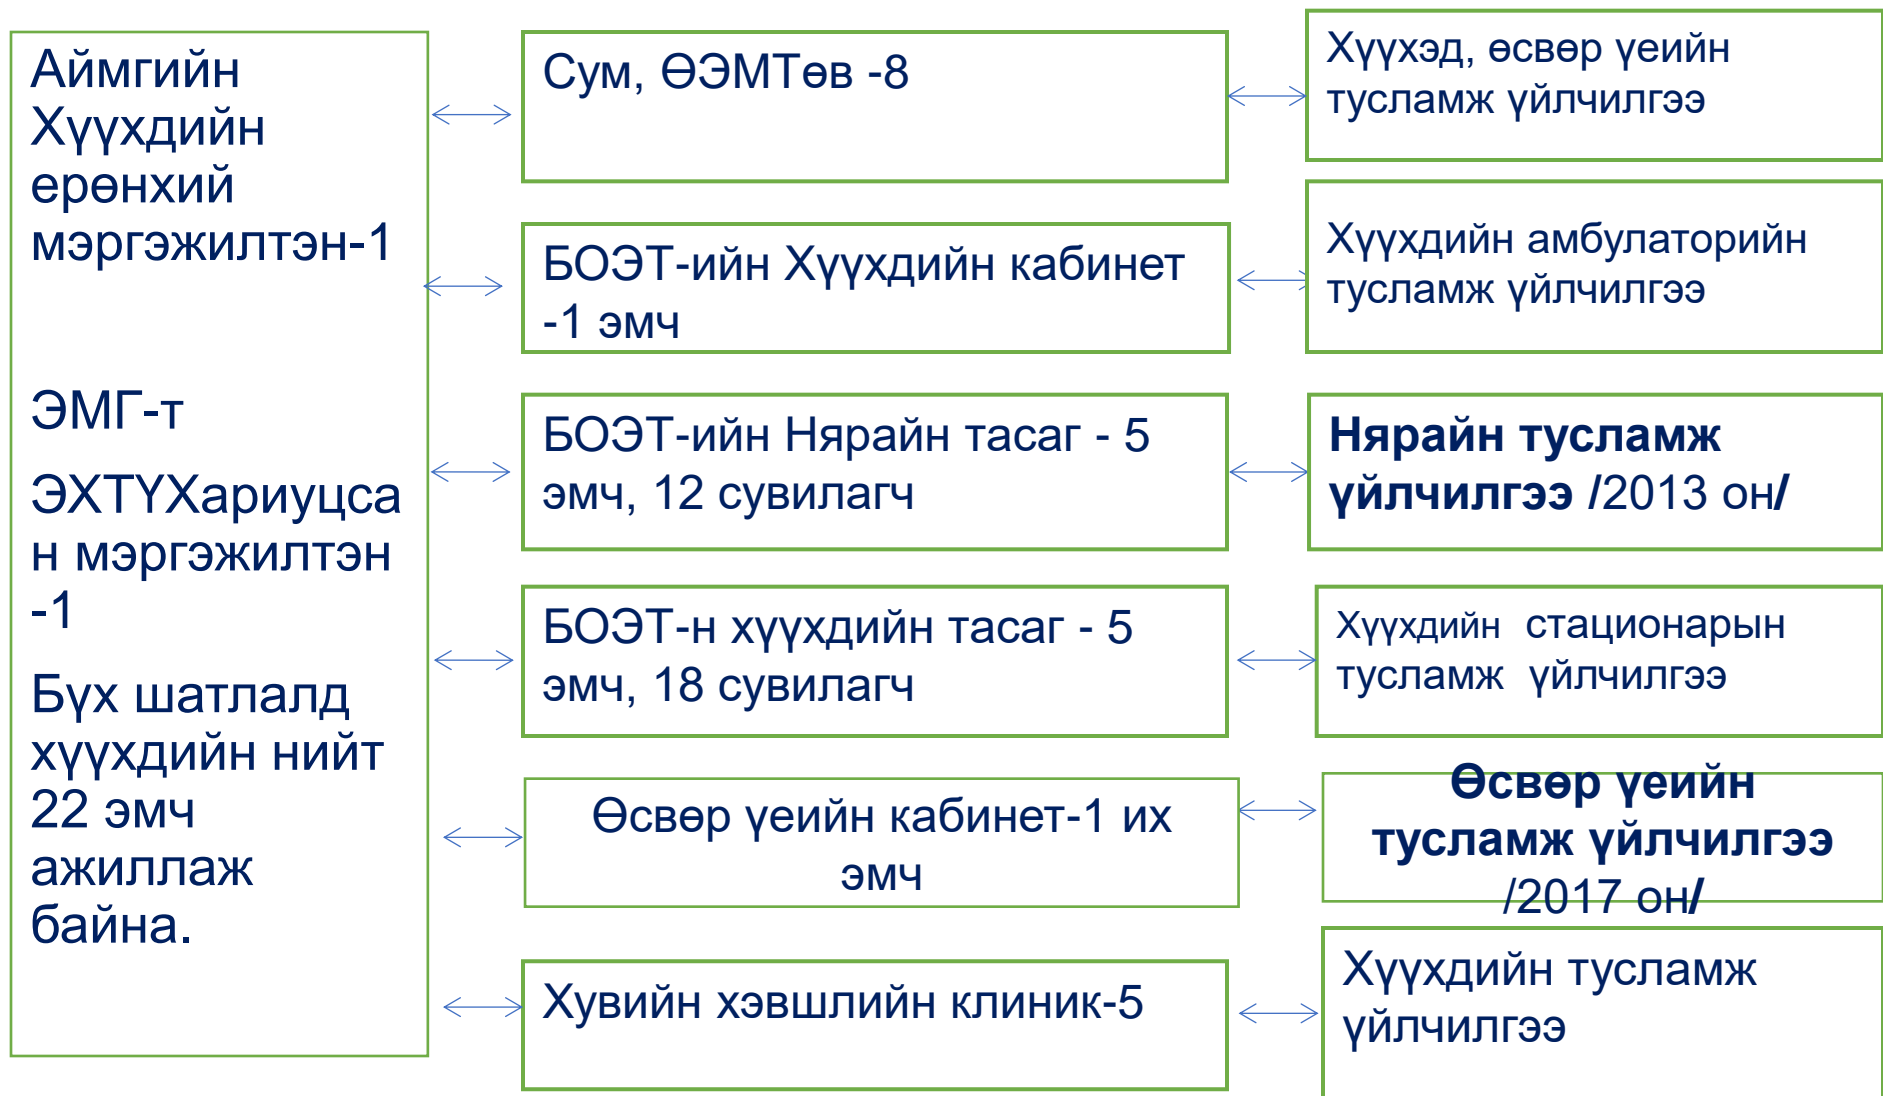 Аймгийн
Хүүхдийн
ерөнхий
мэргэжилтэн-1
ЭМГ-т
ЭХТҮХариуцса
н мэргэжилтэн
-1
Бүх шатлалд
хүүхдийн нийт
22 эмч
ажиллаж
байна.
Сум, ӨЭМТөв -8
Хүүхэд, өсвөр үеийн
тусламж үйлчилгээ
БОЭТ-ийн Хүүхдийн кабинет
-1 эмч
Хүүхдийн амбулаторийн
тусламж үйлчилгээ
БОЭТ-ийн Нярайн тасаг - 5
эмч, 12 сувилагч
Нярайн тусламж
үйлчилгээ /2013 он/
БОЭТ-н хүүхдийн тасаг - 5
эмч, 18 сувилагч
Хүүхдийн стационарын
тусламж үйлчилгээ
Өсвөр үеийн кабинет-1 их
эмч
Өсвөр үеийн
тусламж үйлчилгээ
/2017 он/
Хувийн хэвшлийн клиник-5
Хүүхдийн тусламж
үйлчилгээ